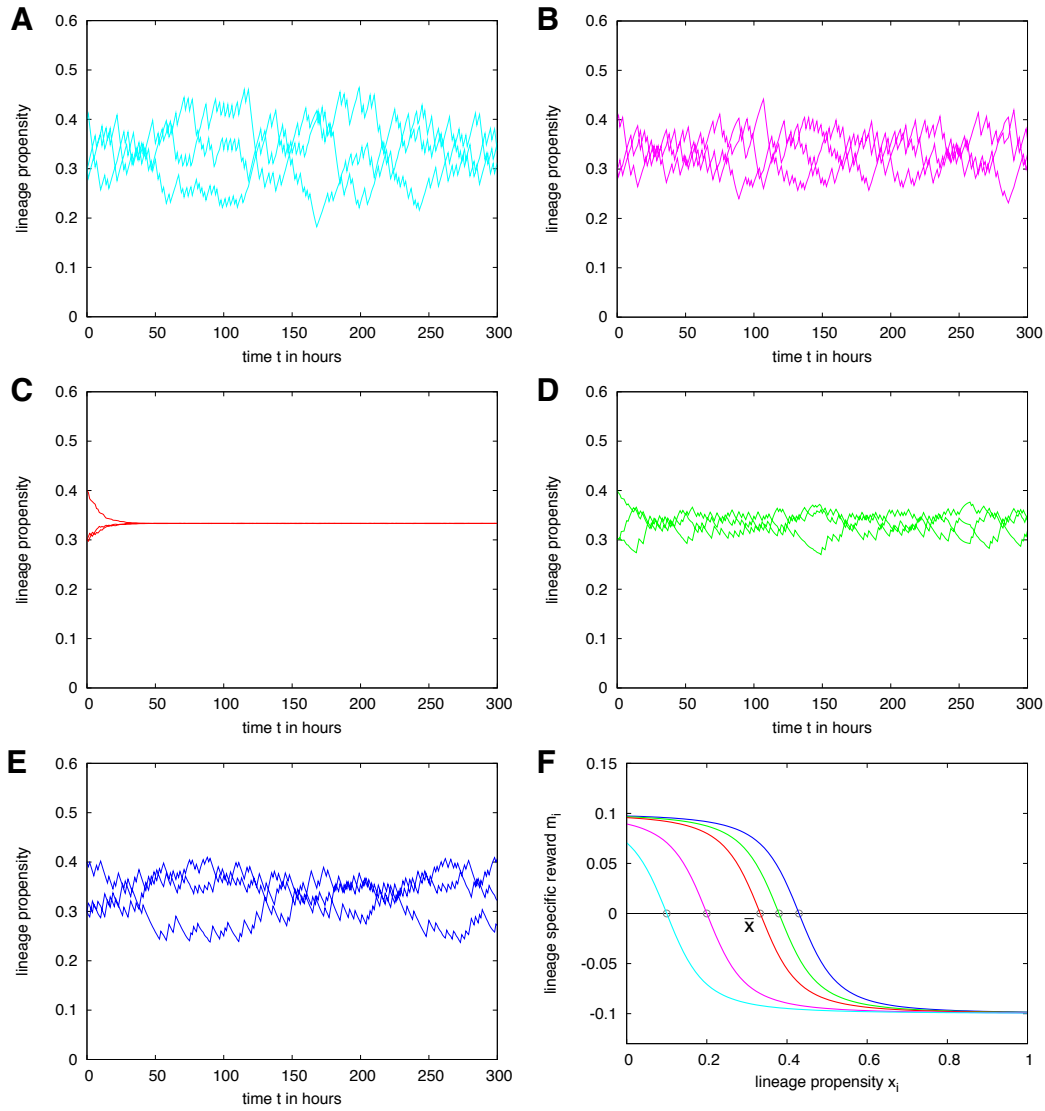 A
B
0.6
0.5
0.4
0.3
0.2
0.1
0
lineage propensity
0 50 100 150 200 250 300
time t in hours
0.6
0.5
0.4
0.3
0.2
0.1
0
lineage propensity
0 50 100 150 200 250 300
time t in hours
C
D
0.6
0.5
0.4
0.3
0.2
0.1
0
lineage propensity
0 50 100 150 200 250 300
time t in hours
0.6
0.5
0.4
0.3
0.2
0.1
0
lineage propensity
0 50 100 150 200 250 300
time t in hours
E
F
0.6
0.5
0.4
0.3
0.2
0.1
0
lineage propensity
0 50 100 150 200 250 300
time t in hours
0.15
0.1
0.05
0
-0.05
-0.1
lineage specific reward m_i
x̄
0 0.2 0.4 0.6 0.8 1
lineage propensity x_i